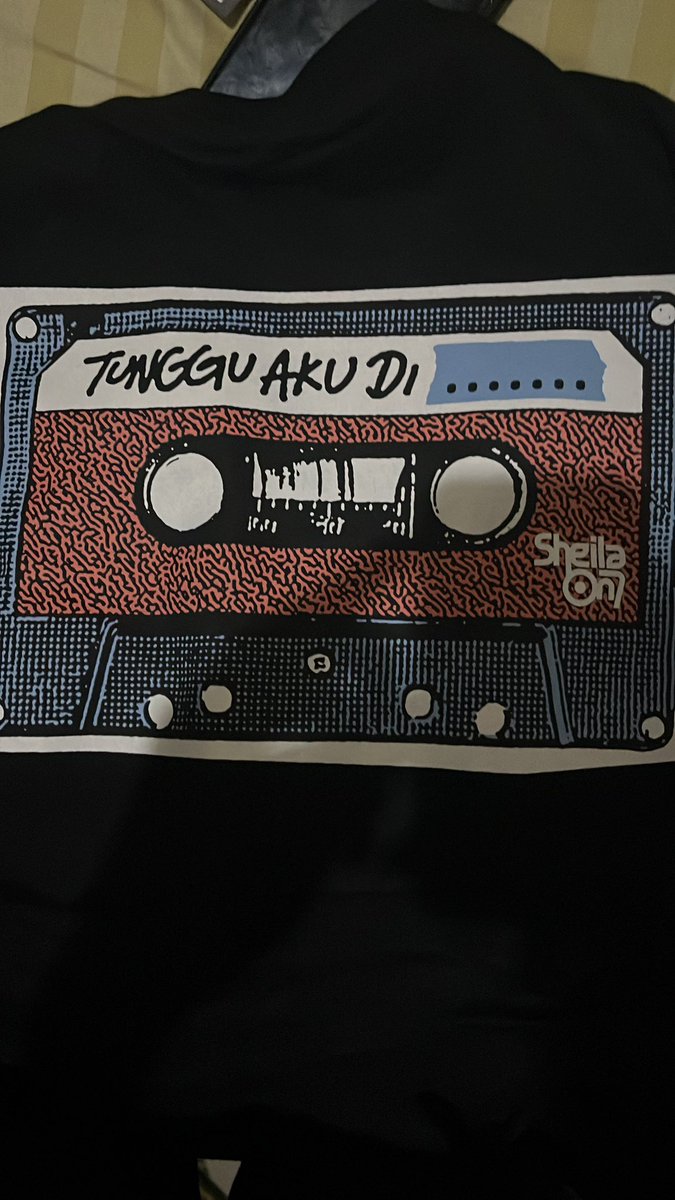 TUNGGU AKU DI .......
Sheila
On7